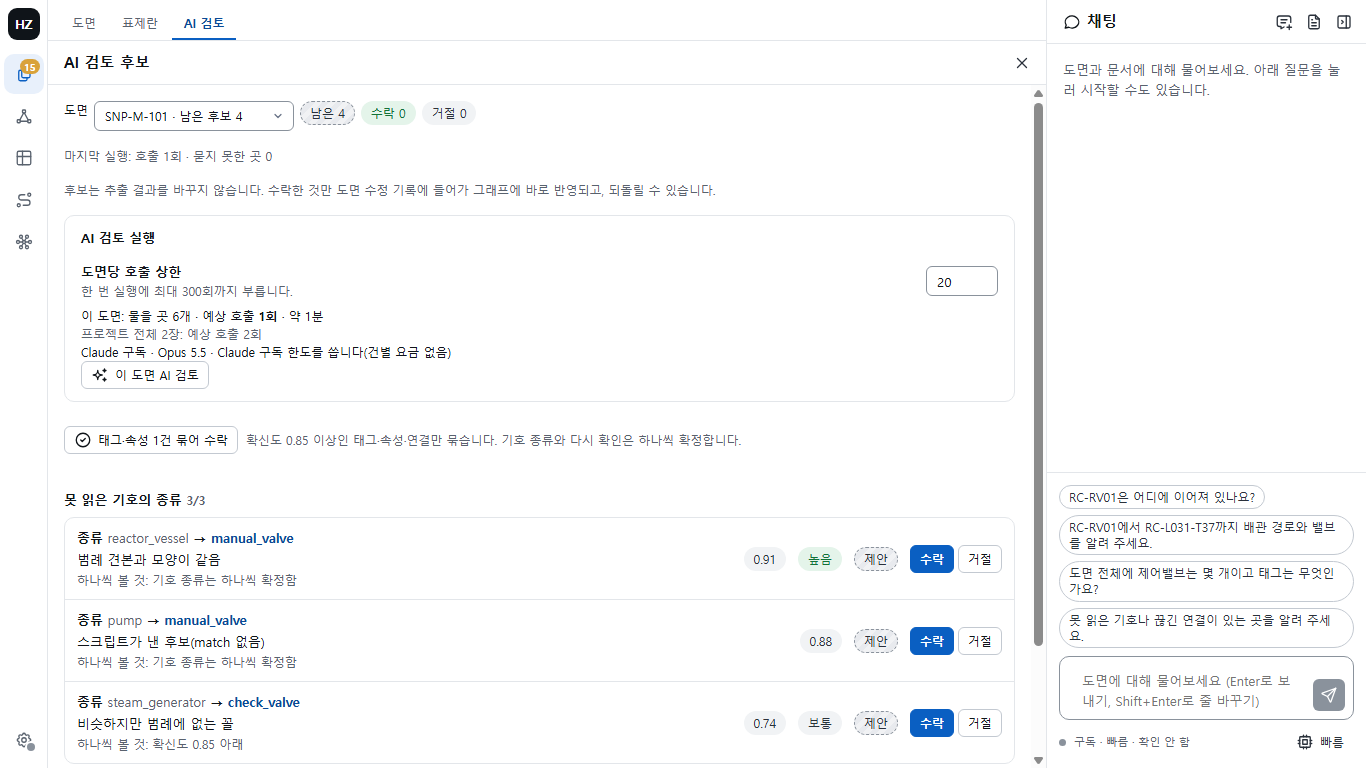 HZ
15
도면
표제란
AI 검토
AI 검토 후보
도면
SNP-M-101 · 남은 후보 4
남은 4
수락 0
거절 0
마지막 실행: 호출 1회 · 묻지 못한 곳 0
후보는 추출 결과를 바꾸지 않습니다. 수락한 것만 도면 수정 기록에 들어가 그래프에 바로 반영되고, 되돌릴 수 있습니다.
AI 검토 실행
도면당 호출 상한
한 번 실행에 최대 300회까지 부릅니다.
20
이 도면: 물을 곳 6개 · 예상 호출 1회 · 약 1분
프로젝트 전체 2장: 예상 호출 2회
Claude 구독 · Opus 5.5 · Claude 구독 한도를 씁니다(건별 요금 없음)
이 도면 AI 검토
태그·속성 1건 묶어 수락
확신도 0.85 이상인 태그·속성·연결만 묶습니다. 기호 종류와 다시 확인은 하나씩 확정합니다.
못 읽은 기호의 종류 3/3
종류 reactor_vessel → manual_valve
범례 견본과 모양이 같음
하나씩 볼 것: 기호 종류는 하나씩 확정함
0.91
높음
제안
수락
거절
종류 pump → manual_valve
스크립트가 낸 후보(match 없음)
하나씩 볼 것: 기호 종류는 하나씩 확정함
0.88
제안
수락
거절
종류 steam_generator → check_valve
비슷하지만 범례에 없는 꼴
하나씩 볼 것: 확신도 0.85 아래
0.74
보통
제안
수락
거절
채팅
도면과 문서에 대해 물어보세요. 아래 질문을 눌
러 시작할 수도 있습니다.
RC-RV01은 어디에 이어져 있나요?
RC-RV01에서 RC-L031-T37까지 배관 경로와 밸브
를 알려 주세요.
도면 전체에 제어밸브는 몇 개이고 태그는 무엇인
가요?
못 읽은 기호나 끊긴 연결이 있는 곳을 알려 주세
요.
도면에 대해 물어보세요 (Enter로 보
내기, Shift+Enter로 줄 바꾸기)
구독 · 빠름 · 확인 안 함
빠름